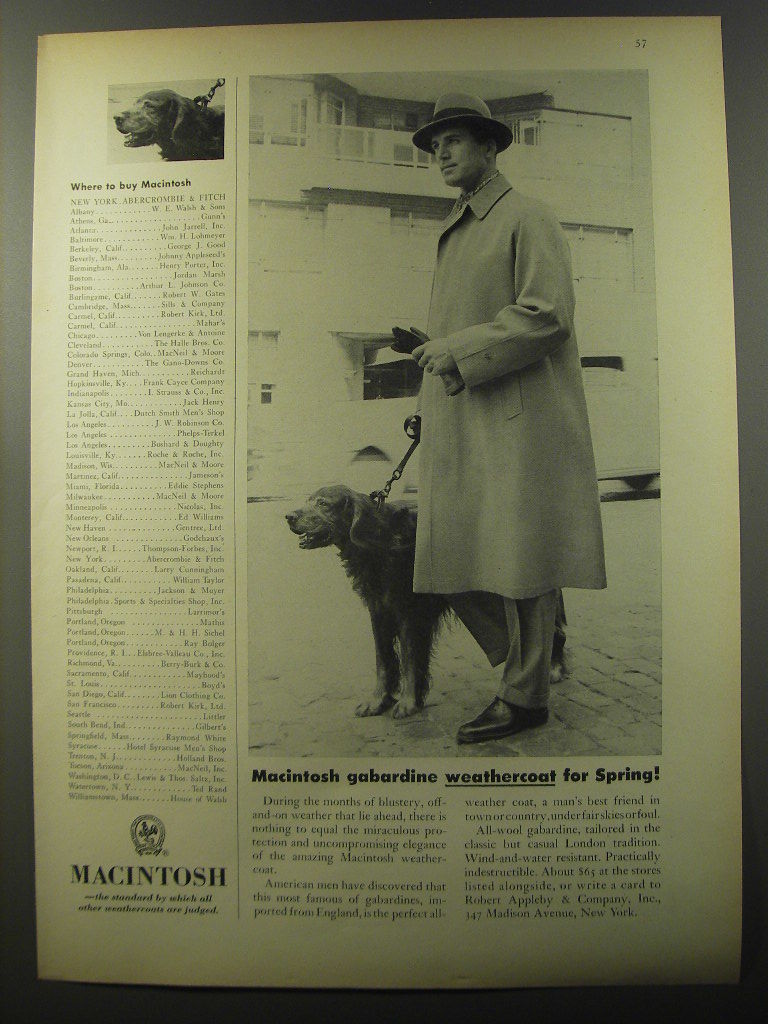 57
Where to buy Macintosh
NEW YORK ABERCROMBIE & FITCH
Albany............W. E. Walsh & Sons
Athens, Ga....................Gunn's
Atlanta...............John Jarrell, Inc.
Baltimore............Wm. H. Lohmeyer
Berkeley, Calif..........George J. Good
Beverly, Mass.......Johnny Appleseed's
Birmingham, Ala......Henry Porter, Inc.
Boston.................Jordan Marsh
Boston..........Arthur L. Johnson Co.
Burlingame, Calif......Robert W. Gates
Cambridge, Mass.......Sills & Company
Carmel, Calif..........Robert Kirk, Ltd.
Carmel, Calif.................Mahar's
Chicago.........Von Lengerke & Antoine
Cleveland............The Halle Bros. Co.
Colorado Springs, Colo..MacNeil & Moore
Denver...........The Gano-Downs Co.
Grand Haven, Mich...........Reichardt
Hopkinsville, Ky....Frank Cayce Company
Indianapolis........L. Strauss & Co., Inc.
Kansas City, Mo...........Jack Henry
La Jolla, Calif....Dutch Smith Men's Shop
Los Angeles..........J. W. Robinson Co.
Los Angeles..............Phelps-Terkel
Los Angeles.........Bushard & Doughty
Louisville, Ky.......Roche & Roche, Inc.
Madison, Wis..........MacNeil & Moore
Martinez, Calif..............Jameson's
Miami, Florida..........Eddie Stephens
Milwaukee...........MacNeil & Moore
Minneapolis..............Nicolas, Inc.
Monterey, Calif............Ed Williams
New Haven..............Gentree, Ltd.
New Orleans...............Godchaux's
Newport, R. I......Thompson-Forbes, Inc.
New York.........Abercrombie & Fitch
Oakland, Calif........Larry Cunningham
Pasadena, Calif...........William Taylor
Philadelphia..........Jackson & Moyer
Philadelphia Sports & Specialties Shop, Inc.
Pittsburgh..................Larrimor's
Portland, Oregon...............Mathis
Portland, Oregon......M. & H. H. Sichel
Portland, Oregon............Ray Bolger
Providence, R. I...Elsbree-Valleau Co., Inc.
Richmond, Va.........Berry-Burk & Co.
Sacramento, Calif............Mayhood's
St. Louis.....................Boyd's
San Diego, Calif.......Lion Clothing Co.
San Francisco..........Robert Kirk, Ltd.
Seattle.....................Littler
South Bend, Ind..............Gilbert's
Springfield, Mass.......Raymond White
Syracuse......Hotel Syracuse Men's Shop
Trenton, N. J............Holland Bros.
Tucson, Arizona...........MacNeil, Inc.
Washington, D. C..Lewis & Thos. Saltz, Inc.
Watertown, N. Y............Ted Rand
Williamstown, Mass......House of Walsh
MACINTOSH
—the standard by which all
other weathercoats are judged.
Macintosh gabardine weathercoat for Spring!
During the months of blustery, off-
and-on weather that lie ahead, there is
nothing to equal the miraculous pro-
tection and uncompromising elegance
of the amazing Macintosh weather-
coat.
American men have discovered that
this most famous of gabardines, im-
ported from England, is the perfect all-
weather coat, a man's best friend in
town or country, under fair skies or foul.
All-wool gabardine, tailored in the
classic but casual London tradition.
Wind-and-water resistant. Practically
indestructible. About $65 at the stores
listed alongside, or write a card to
Robert Appleby & Company, Inc.,
347 Madison Avenue, New York.